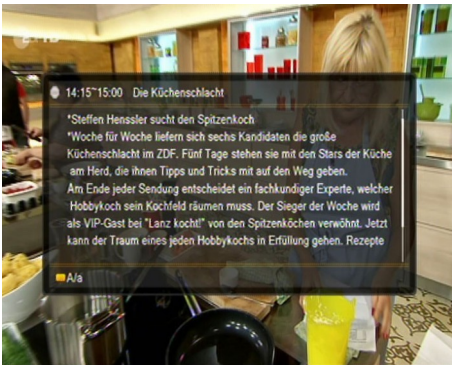 14:15~15:00 Die Küchenschlacht
*Steffen Henssler sucht den Spitzenkoch
*Woche für Woche liefern sich sechs Kandidaten die große
Küchenschlacht im ZDF. Fünf Tage stehen sie mit den Stars der Küche
am Herd, die ihnen Tipps und Tricks mit auf den Weg geben.
Am Ende jeder Sendung entscheidet ein fachkundiger Experte, welcher
Hobbykoch sein Kochfeld räumen muss. Der Sieger der Woche wird
als VIP-Gast bei "Lanz kocht!" von den Spitzenköchen verwöhnt. Jetzt
kann der Traum eines jeden Hobbykochs in Erfüllung gehen. Rezepte
A/a